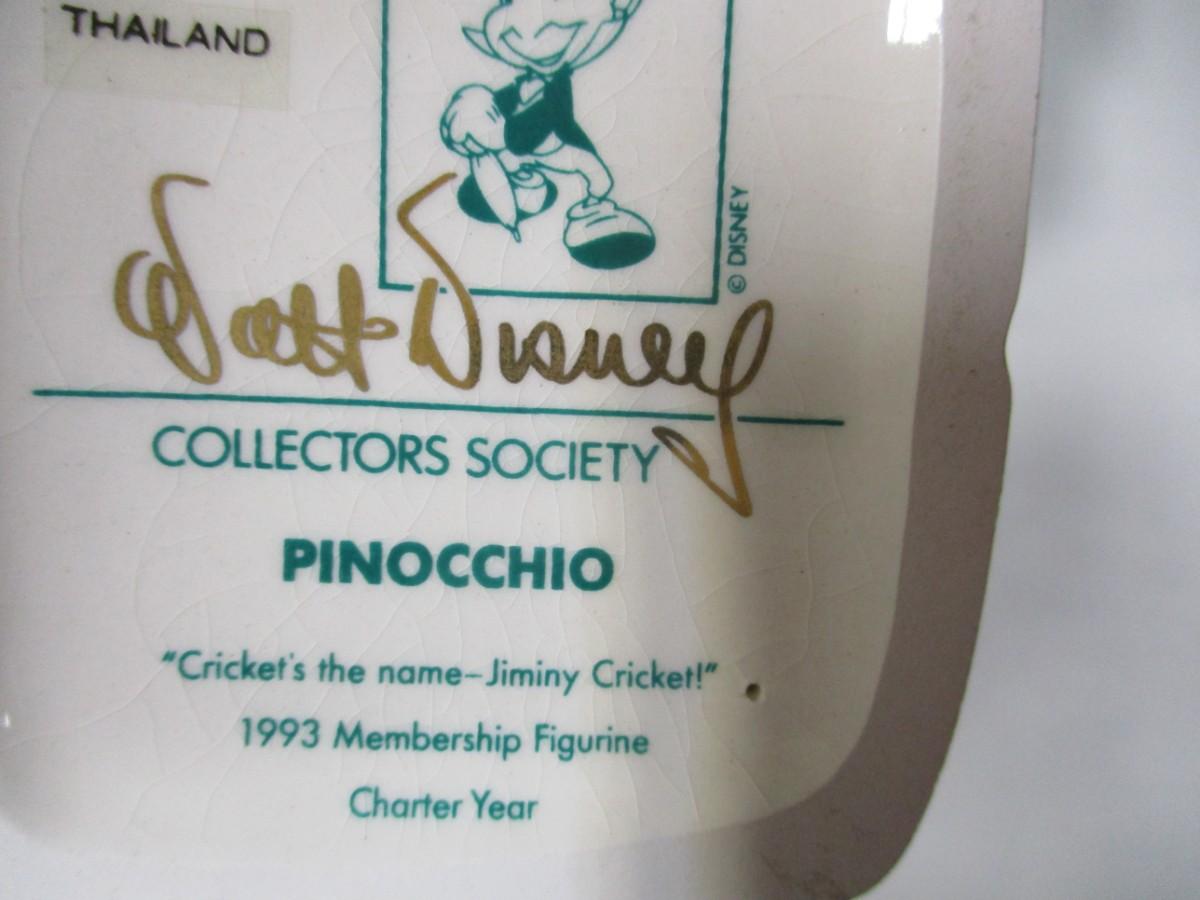 THAILAND
© DISNEY
Walt Disney
COLLECTORS SOCIETY
PINOCCHIO
“Cricket's the name–Jiminy Cricket!”
1993 Membership Figurine
Charter Year